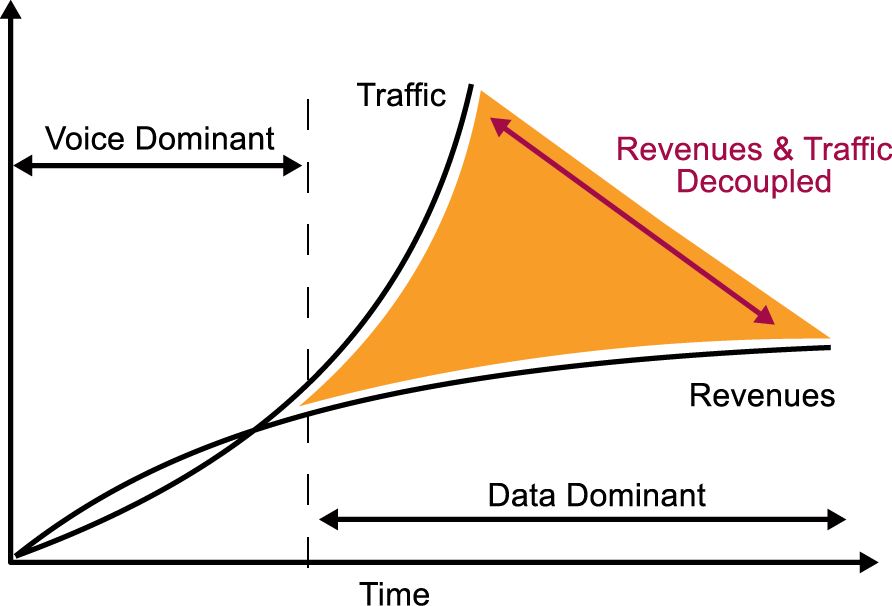 Traffic
Voice Dominant
Revenues & Traffic
Decoupled
Revenues
Data Dominant
Time